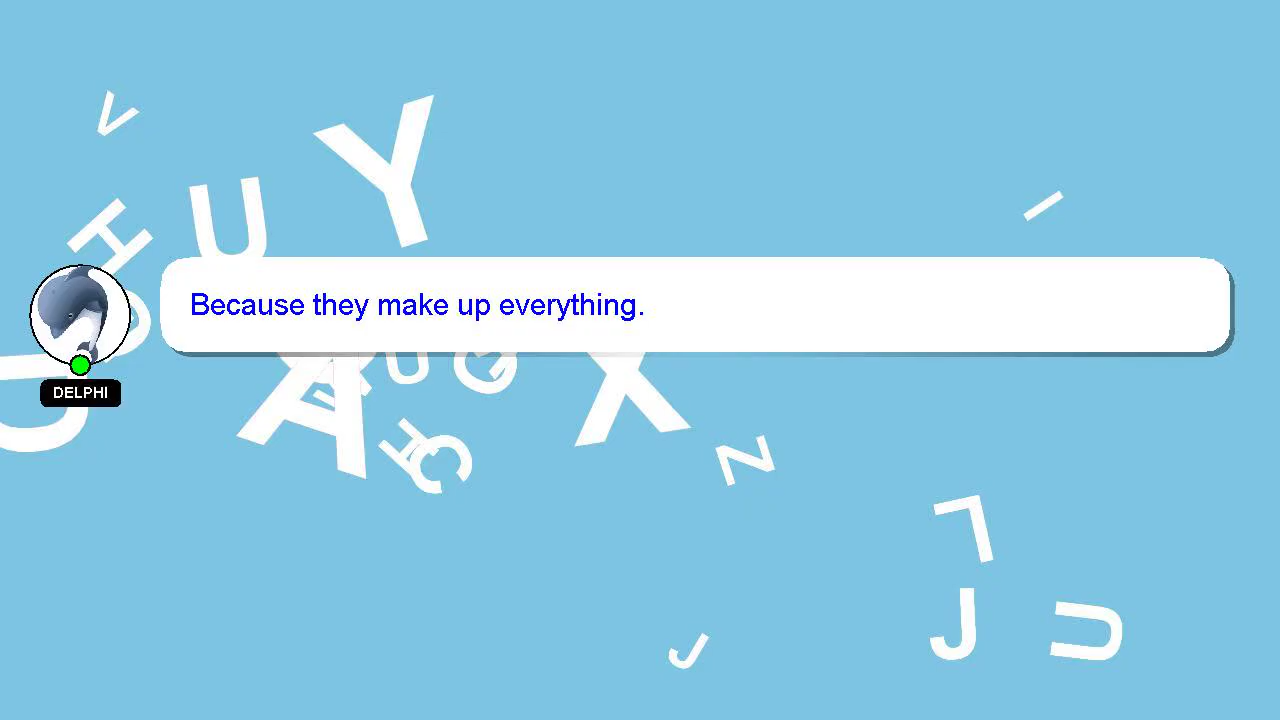 V
Y
U
H
I
Because they make up everything.
DELPHI
U
A
U
G
X
H
C
N
L
J
U
J